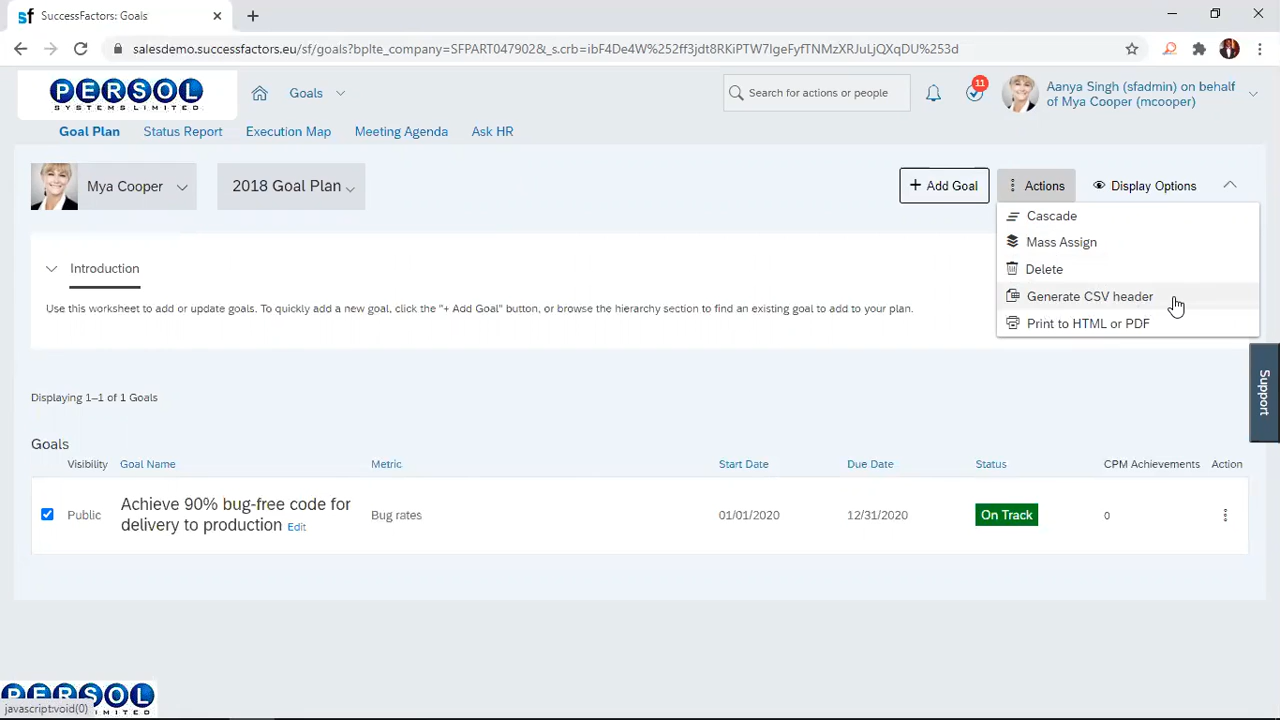 SuccessFactors: Goals
salesdemo.successfactors.eu/sf/goals?bplte_company=SFPART047902&_s.crb=ibF4De4W%252ff3jdt8RKiPTW7IgeFyfTNMzXRJuLjQXqDU%253d
PERSOL
SYSTEMS LIMITED.
Goals
Search for actions or people
11
Aanya Singh (sfadmin) on behalf
of Mya Cooper (mcooper)
Goal Plan Status Report Execution Map Meeting Agenda Ask HR
Mya Cooper
2018 Goal Plan
+ Add Goal
Actions
Display Options
Cascade
Mass Assign
Delete
Generate CSV header
Print to HTML or PDF
Introduction
Use this worksheet to add or update goals. To quickly add a new goal, click the "+ Add Goal" button, or browse the hierarchy section to find an existing goal to add to your plan.
Support
Displaying 1–1 of 1 Goals
Goals
Visibility Goal Name Metric Start Date Due Date Status CPM Achievements Action
Public
Achieve 90% bug-free code for
delivery to production Edit
Bug rates
01/01/2020
12/31/2020
On Track
0
PERSOL
LIMITED
javascript:void(0)